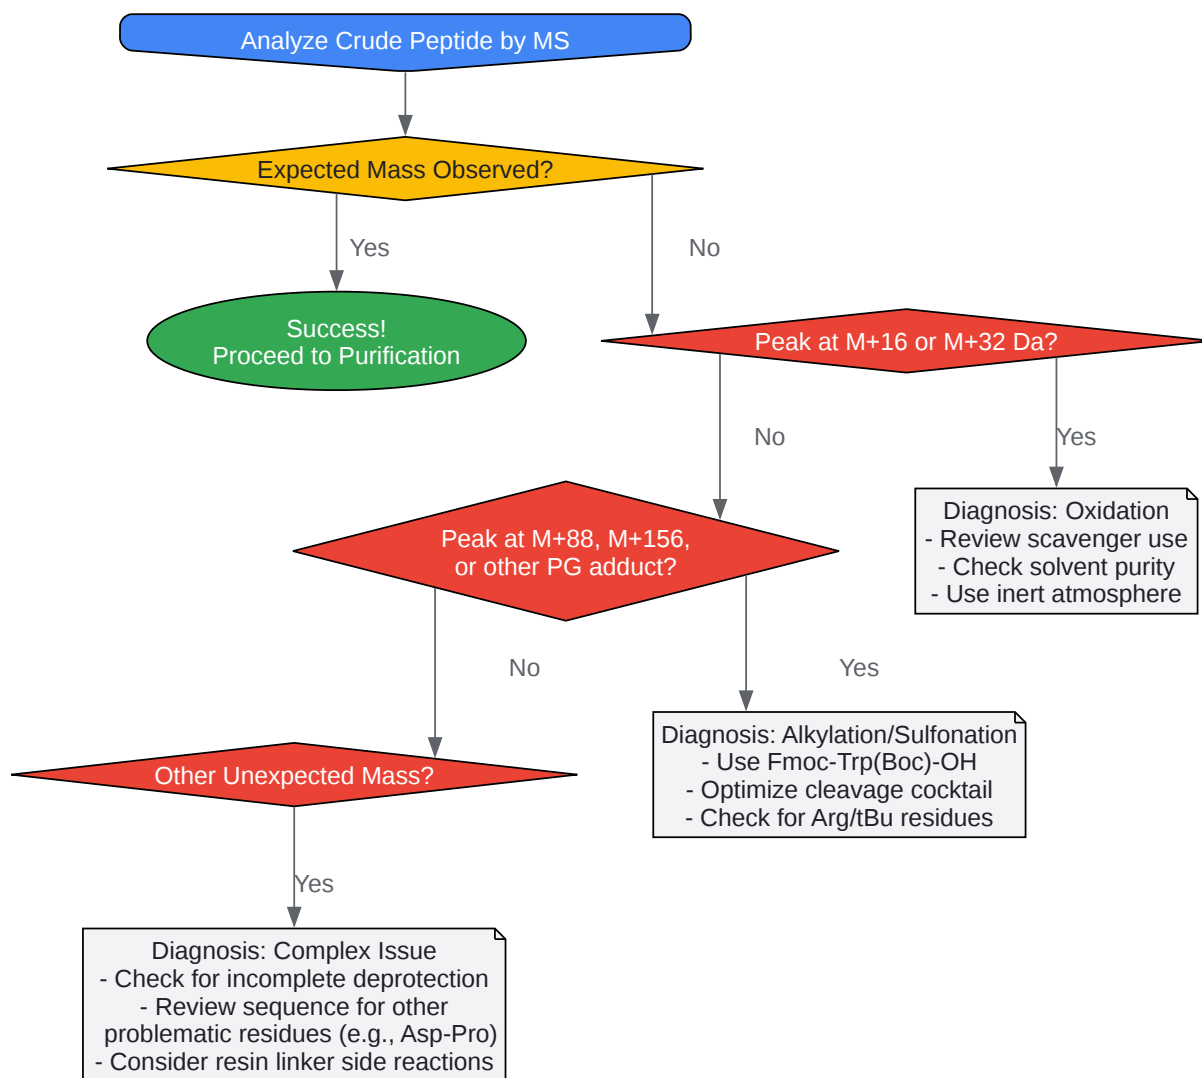 Analyze Crude Peptide by MS
Expected Mass Observed?
Yes
No
Success!
Proceed to Purification
Peak at M+16 or M+32 Da?
No
Yes
Diagnosis: Oxidation
- Review scavenger use
- Check solvent purity
- Use inert atmosphere
Peak at M+88, M+156,
or other PG adduct?
No
Yes
Diagnosis: Alkylation/Sulfonation
- Use Fmoc-Trp(Boc)-OH
- Optimize cleavage cocktail
- Check for Arg/tBu residues
Other Unexpected Mass?
Yes
Diagnosis: Complex Issue
- Check for incomplete deprotection
- Review sequence for other
problematic residues (e.g., Asp-Pro)
- Consider resin linker side reactions